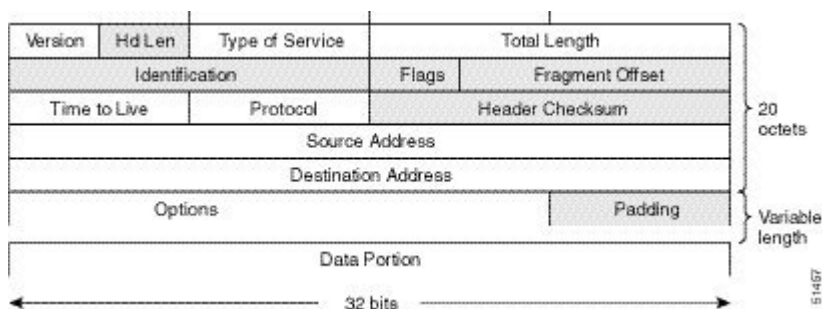 Version Hd Len Type of Service Total Length
Identification Flags Fragment Offset
Time to Live Protocol Header Checksum
Source Address
Destination Address
20
octets
Options Padding
Variable
length
Data Portion
32 bits
51457